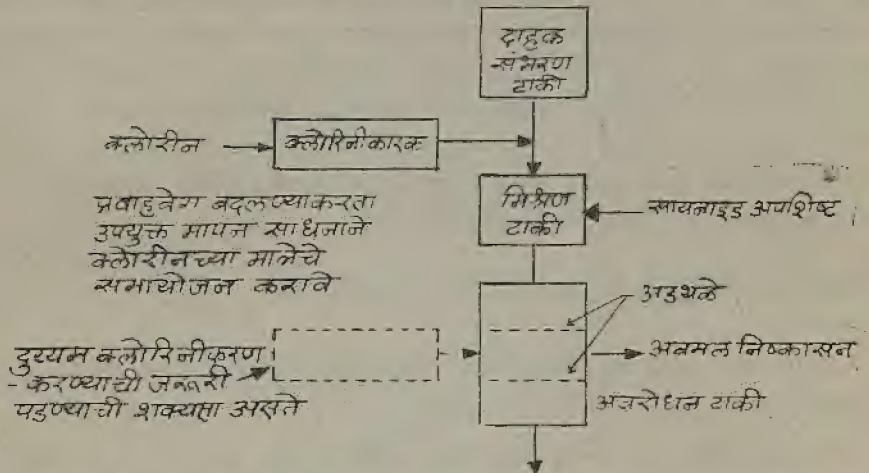 दाहक
संभरण
टाकी
क्लोरीन
क्लोरिनीकारक
प्रवाहवेग बदलण्याकरता
उपयुक्त मापन साधनाने
क्लोरीनच्या मात्रेचे
समायोजन करावे
मिश्रण
टाकी
सायनाइड अपशिष्ट
अडथळे
दुय्यम क्लोरिनीकरण
करण्याची जरूरी
पडण्याची शक्यता असते
अवमल निष्कासन
अवरोधन टाकी